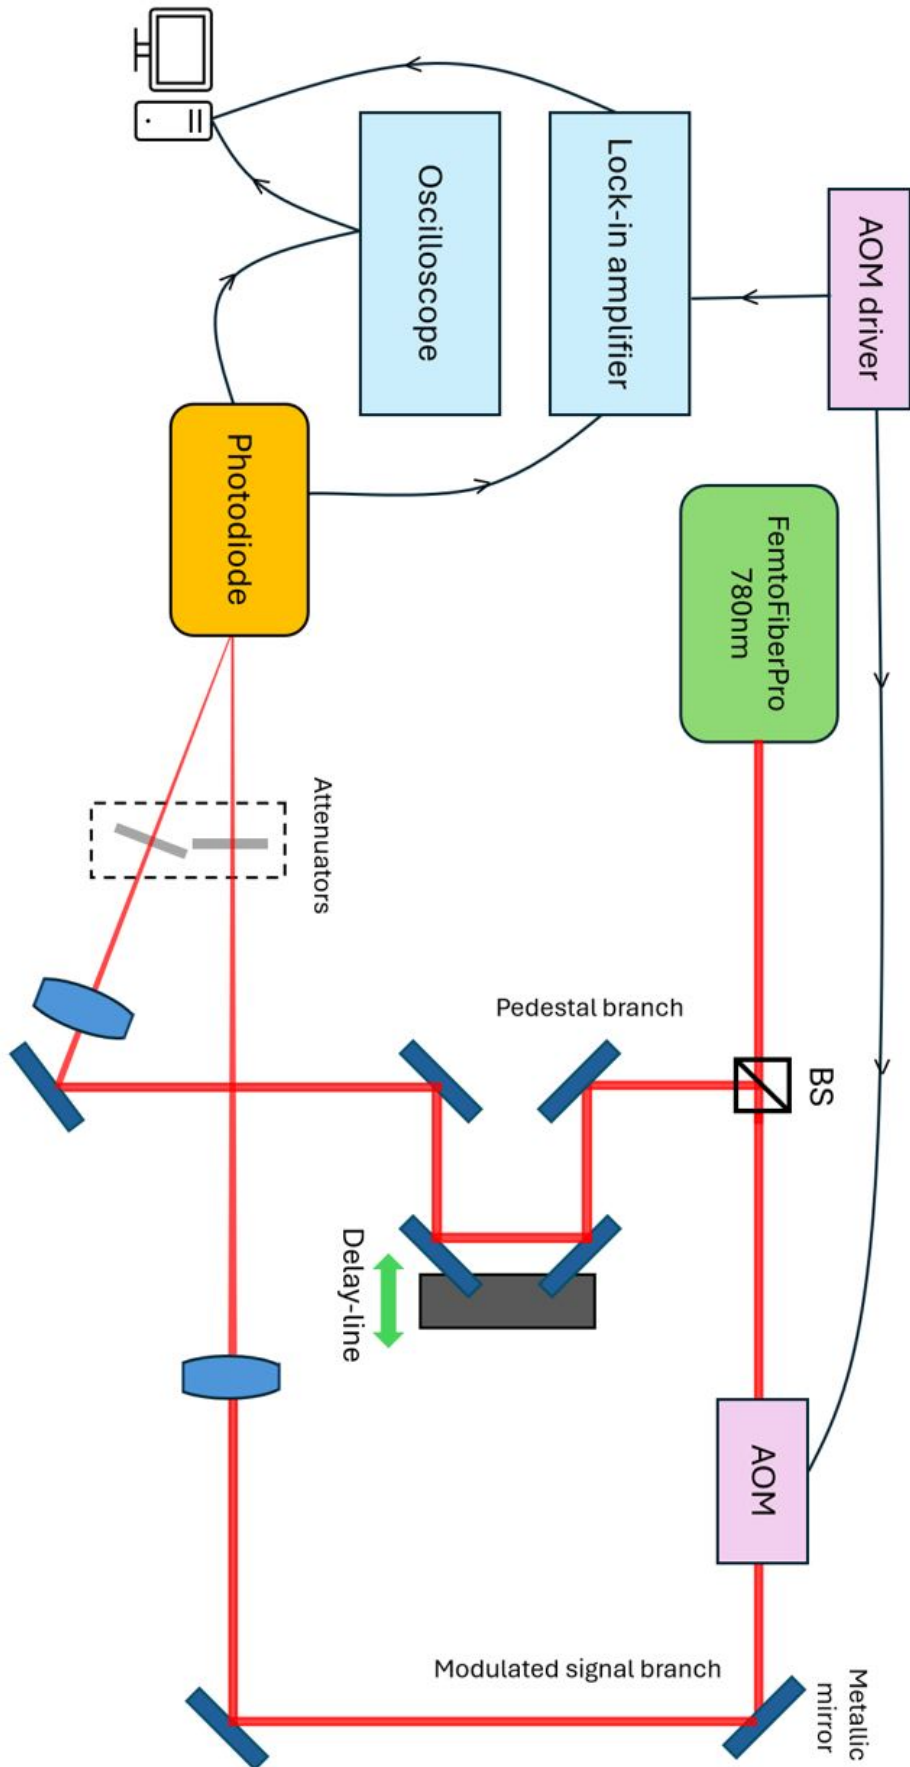 AOM driver
Lock-in amplifier
Oscilloscope
FemtoFiberPro
780nm
Photodiode
Attenuators
Pedestal branch
BS
Delay-line
AOM
Modulated signal branch
Metallic
mirror